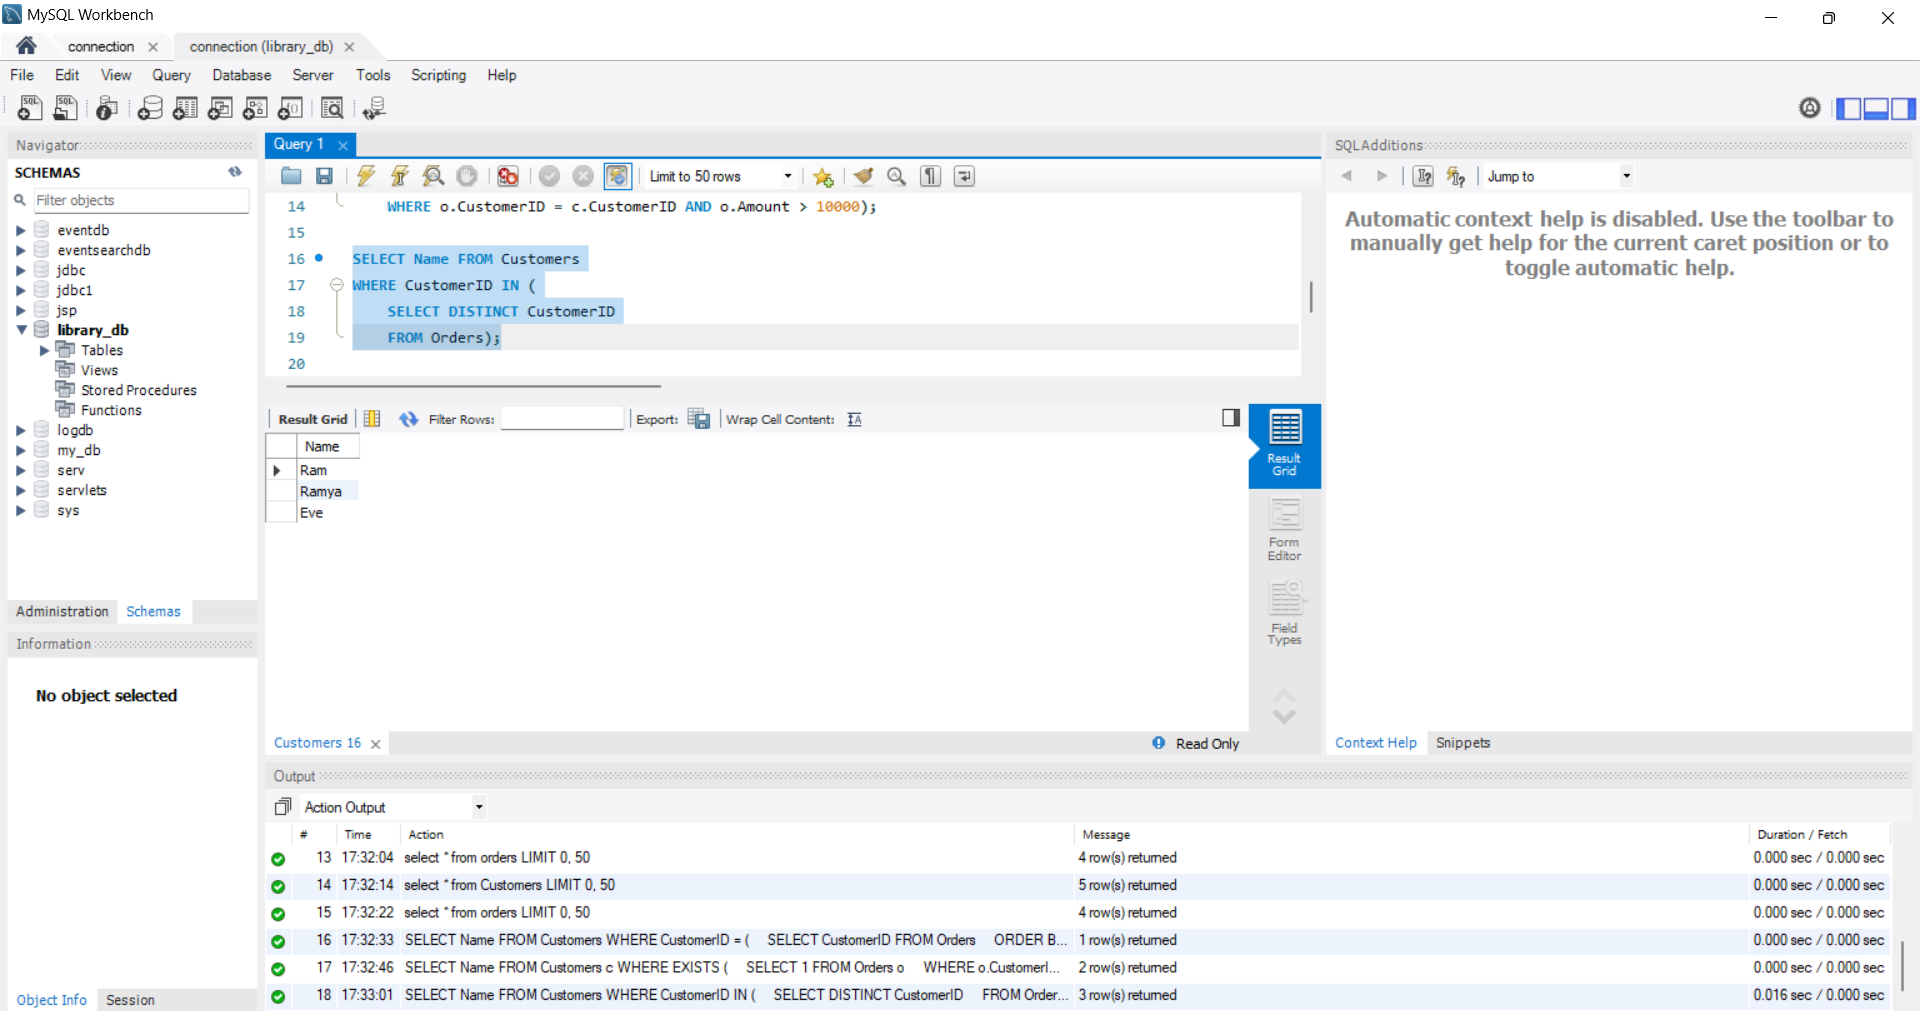 MySQL Workbench
connection
connection (library_db)
File Edit View Query Database Server Tools Scripting Help
Navigator
SCHEMAS
Filter objects
eventdb
eventsearchdb
jdbc
jdbc1
jsp
library_db
Tables
Views
Stored Procedures
Functions
logdb
my_db
serv
servlets
sys
Administration Schemas
Information
No object selected
Object Info Session
Query 1
Limit to 50 rows
14 WHERE o.CustomerID = c.CustomerID AND o.Amount > 10000);
15
16 SELECT Name FROM Customers
17 WHERE CustomerID IN (
18 SELECT DISTINCT CustomerID
19 FROM Orders);
20
Result Grid Filter Rows: Export: Wrap Cell Content:
Name
Ram
Ramya
Eve
Result
Grid
Form
Editor
Field
Types
Customers 16 Read Only
SQLAdditions
Jump to
Automatic context help is disabled. Use the toolbar to
manually get help for the current caret position or to
toggle automatic help.
Context Help Snippets
Output
Action Output
# Time Action Message Duration / Fetch
13 17:32:04 select * from orders LIMIT 0, 50 4 row(s) returned 0.000 sec / 0.000 sec
14 17:32:14 select * from Customers LIMIT 0, 50 5 row(s) returned 0.000 sec / 0.000 sec
15 17:32:22 select * from orders LIMIT 0, 50 4 row(s) returned 0.000 sec / 0.000 sec
16 17:32:33 SELECT Name FROM Customers WHERE CustomerID = ( SELECT CustomerID FROM Orders ORDER B... 1 row(s) returned 0.000 sec / 0.000 sec
17 17:32:46 SELECT Name FROM Customers c WHERE EXISTS ( SELECT 1 FROM Orders o WHERE o.CustomerI... 2 row(s) returned 0.000 sec / 0.000 sec
18 17:33:01 SELECT Name FROM Customers WHERE CustomerID IN ( SELECT DISTINCT CustomerID FROM Order... 3 row(s) returned 0.016 sec / 0.000 sec